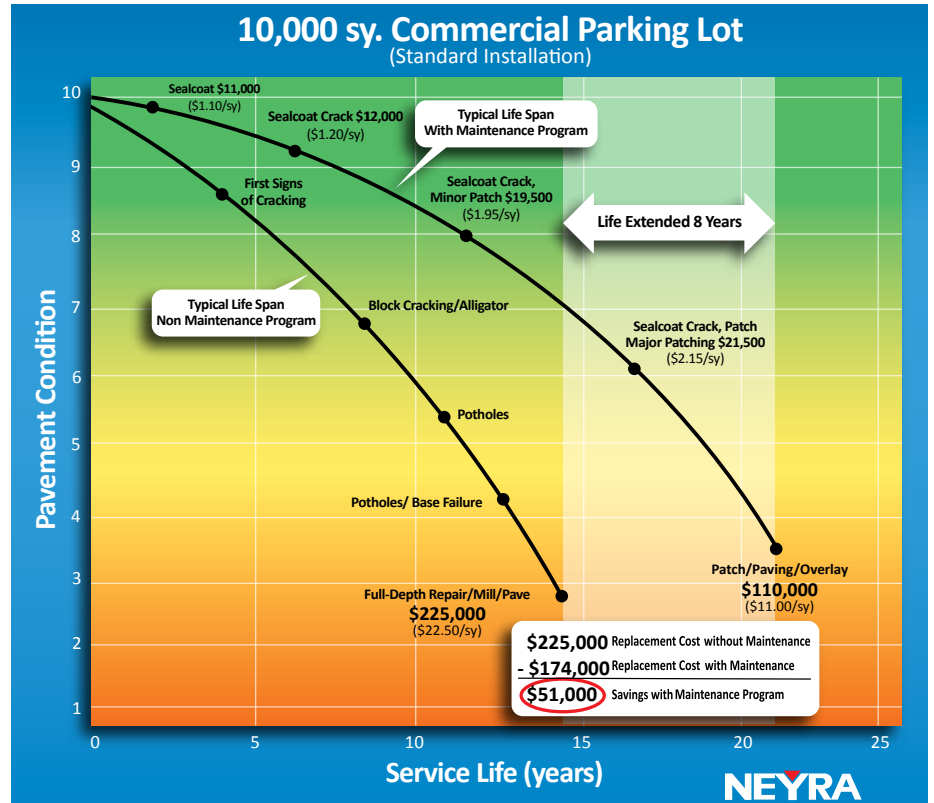 10,000 sy. Commercial Parking Lot
(Standard Installation)
Pavement Condition
10
9
8
7
6
5
4
3
2
1
Sealcoat $11,000
($1.10/sy)
Sealcoat Crack $12,000
($1.20/sy)
Typical Life Span
With Maintenance Program
First Signs
of Cracking
Sealcoat Crack,
Minor Patch $19,500
($1.95/sy)
Life Extended 8 Years
Typical Life Span
Non Maintenance Program
Block Cracking/Alligator
Sealcoat Crack, Patch
Major Patching $21,500
($2.15/sy)
Potholes
Potholes/ Base Failure
Full-Depth Repair/Mill/Pave
$225,000
($22.50/sy)
Patch/Paving/Overlay
$110,000
($11.00/sy)
$225,000 Replacement Cost without Maintenance
- $174,000 Replacement Cost with Maintenance
$51,000 Savings with Maintenance Program
0 5 10 15 20 25
Service Life (years)
NEYRA